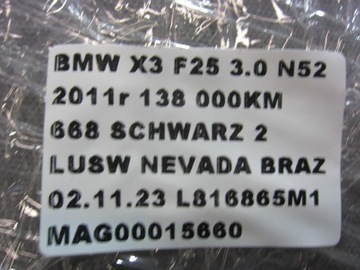 BMW X3 F25 3.0 N52
2011r 138 000KM
668 SCHWARZ 2
LUSW NEVADA BRAZ
02.11.23 L816865M1
MAG00015660